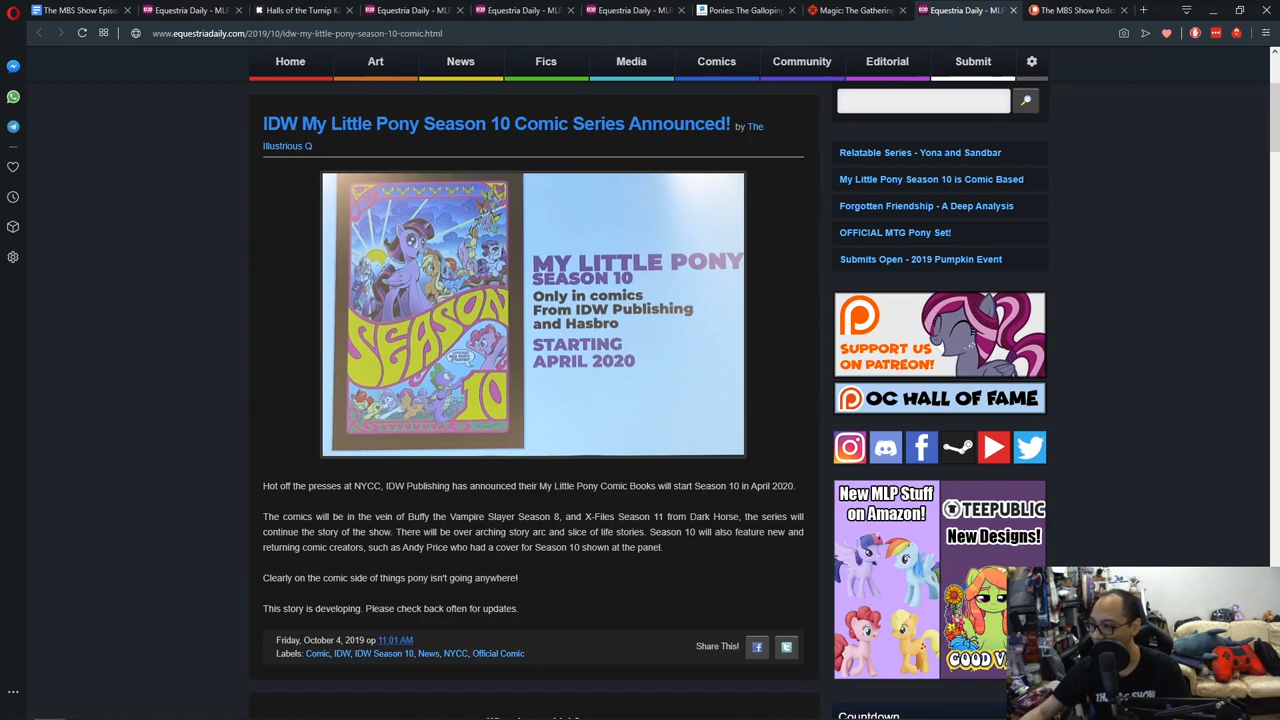 The MBS Show Episo
Equestria Daily - MLP
Halls of the Turnip K
Equestria Daily - MLP
Equestria Daily - MLP
Equestria Daily - MLP
Ponies The Galloping
Magic: The Gathering
Equestria Daily - MLP
The MBS Show Podca
www.equestriadaily.com/2019/10/idw-my-little-pony-season-10-comic.html
Home Art News Fics Media Comics Community Editorial Submit
IDW My Little Pony Season 10 Comic Series Announced! by The
Illustrious Q
SEASON
10
MY LITTLE PONY
SEASON 10
Only in comics
From IDW Publishing
and Hasbro
STARTING
APRIL 2020
Hot off the presses at NYCC, IDW Publishing has announced their My Little Pony Comic Books will start Season 10 in April 2020.
The comics will be in the vein of Buffy the Vampire Slayer Season 8, and X-Files Season 11 from Dark Horse, the series will
continue the story of the show. There will be over arching story arc and slice of life stories. Season 10 will also feature new and
returning comic creators, such as Andy Price who had a cover for Season 10 shown at the panel.
Clearly on the comic side of things pony isn't going anywhere!
This story is developing. Please check back often for updates.
Friday, October 4, 2019 op 11:01 AM
Labels: Comic, IDW, IDW Season 10, News, NYCC, Official Comic
Share This!
Relatable Series - Yona and Sandbar
My Little Pony Season 10 is Comic Based
Forgotten Friendship - A Deep Analysis
OFFICIAL MTG Pony Set!
Submits Open - 2019 Pumpkin Event
SUPPORT US
ON PATREON!
OC HALL OF FAME
New MLP Stuff
on Amazon!
TEEPUBLIC
New Designs!
GOOD V
Countdown
THE MBS SHOW